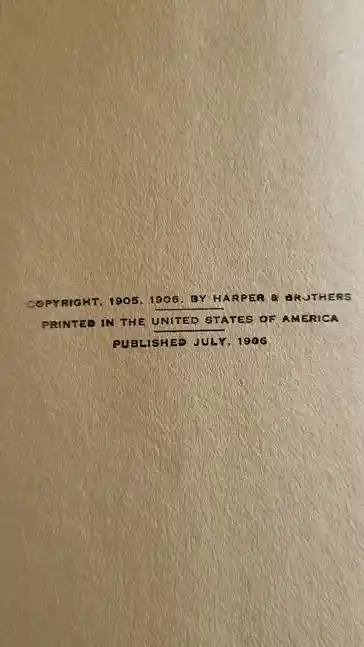 COPYRIGHT, 1905, 1906, BY HARPER & BROTHERS
PRINTED IN THE UNITED STATES OF AMERICA
PUBLISHED JULY, 1906